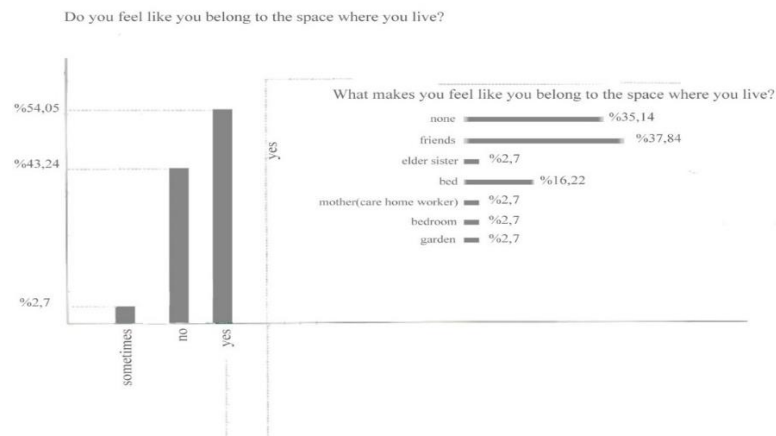 Do you feel like you belong to the space where you live?
%54,05
%43,24
%2,7
sometimes
no
yes
yes
What makes you feel like you belong to the space where you live?
none %35,14
friends %37,84
elder sister %2,7
bed %16,22
mother(care home worker) %2,7
bedroom %2,7
garden %2,7